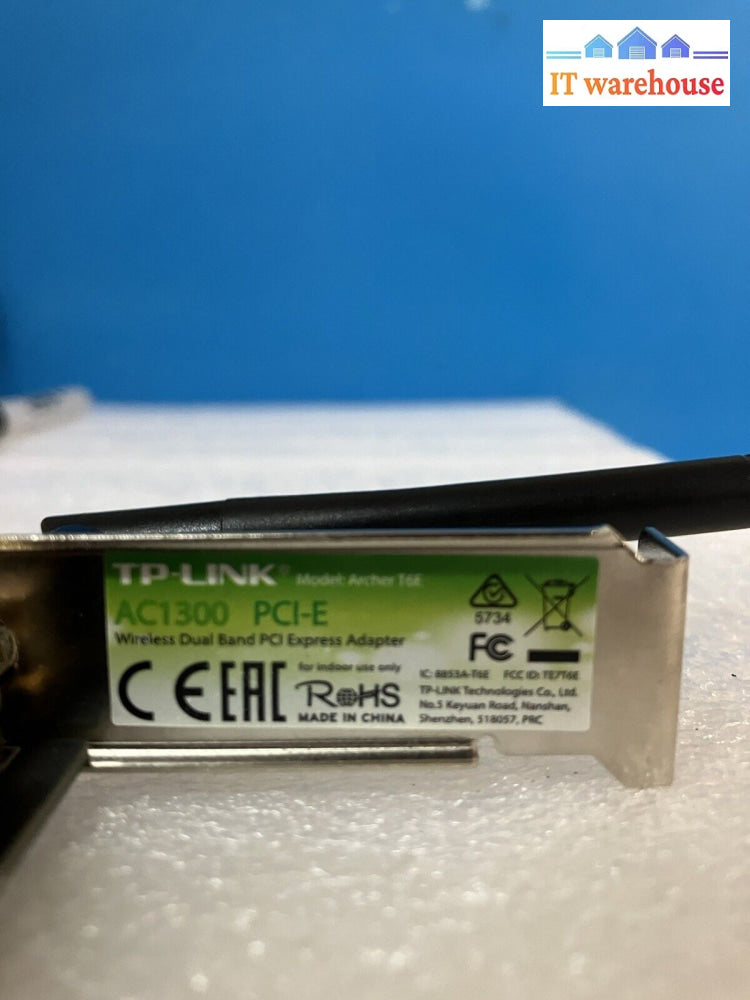 IT warehouse
TP-LINK® Model: Archer T6E
AC1300 PCI-E
Wireless Dual Band PCI Express Adapter
5734
FC
CE EAC for indoor use only
RoHS
MADE IN CHINA
IC: 8853A-T6E FCC ID: TE7T6E
TP-LINK Technologies Co., Ltd.
No.5 Keyuan Road, Nanshan,
Shenzhen, 518057, PRC